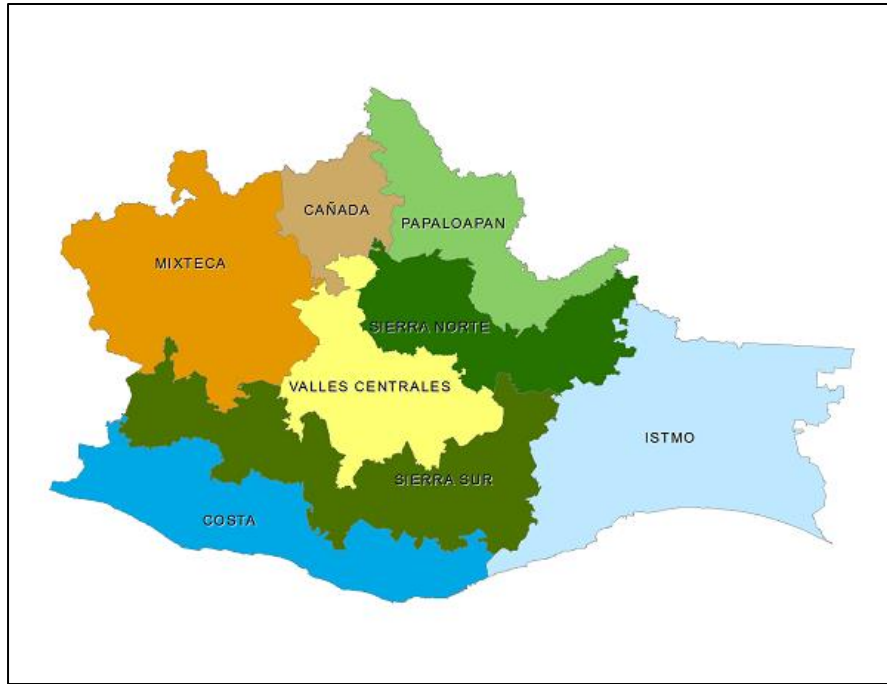 CAÑADA
PAPALOAPAN
MIXTECA
SIERRA NORTE
VALLES CENTRALES
ISTMO
SIERRA SUR
COSTA